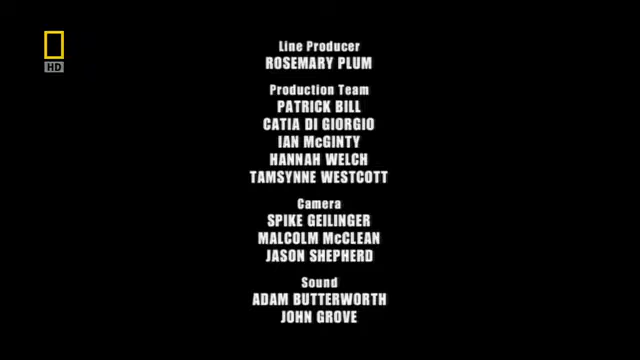 HD
Line Producer
ROSEMARY PLUM
Production Team
PATRICK BILL
CATIA DI GIORGIO
IAN McGINTY
HANNAH WELCH
TAMSYNNE WESTCOTT
Camera
SPIKE GEILINGER
MALCOLM McCLEAN
JASON SHEPHERD
Sound
ADAM BUTTERWORTH
JOHN GROVE